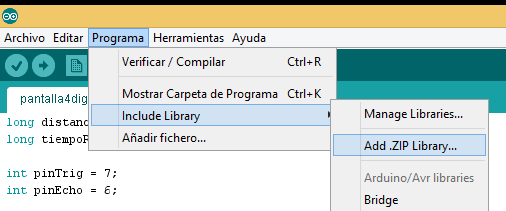 Archivo Editar Programa Herramientas Ayuda
Verificar / Compilar Ctrl+R
Mostrar Carpeta de Programa Ctrl+K
Include Library
Añadir fichero...
Manage Libraries...
Add .ZIP Library...
Arduino/Avr libraries
Bridge
pantalla4dig
long distanc
long tiempo
int pinTrig = 7;
int pinEcho = 6;